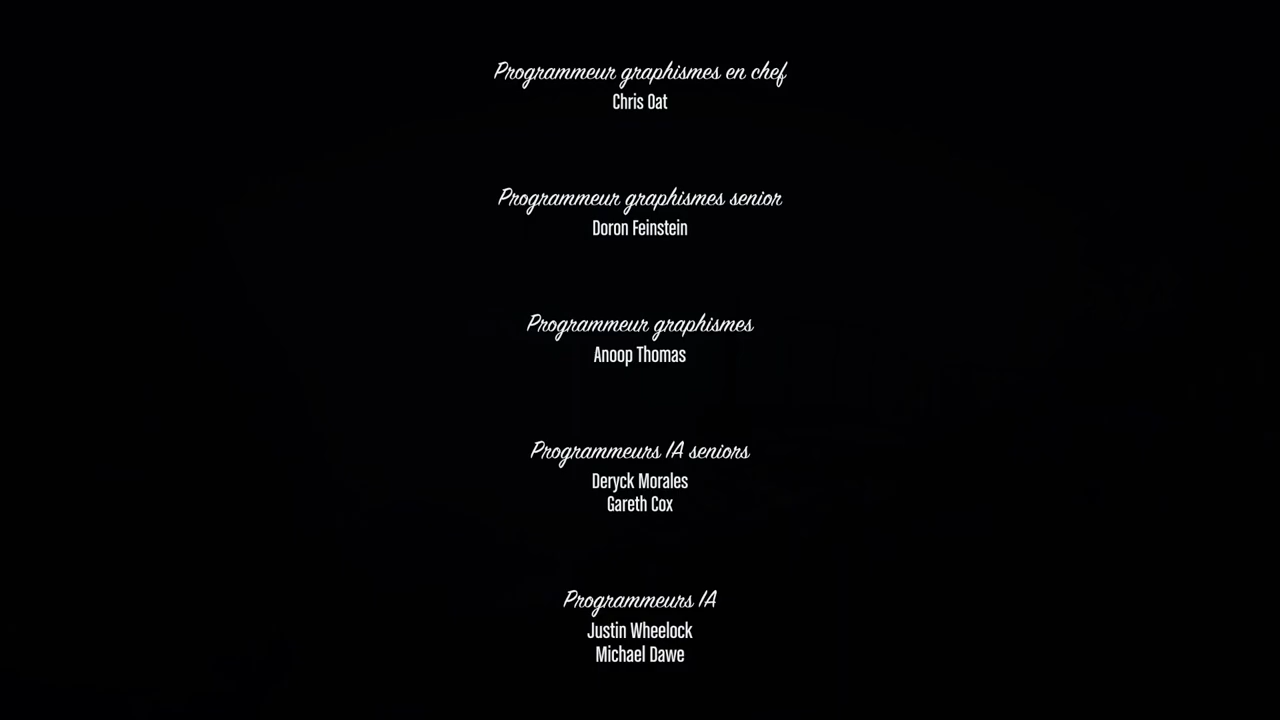 Programmeur graphismes en chef
Chris Oat
Programmeur graphismes senior
Doron Feinstein
Programmeur graphismes
Anoop Thomas
Programmeurs IA seniors
Deryck Morales
Gareth Cox
Programmeurs IA
Justin Wheelock
Michael Dawe